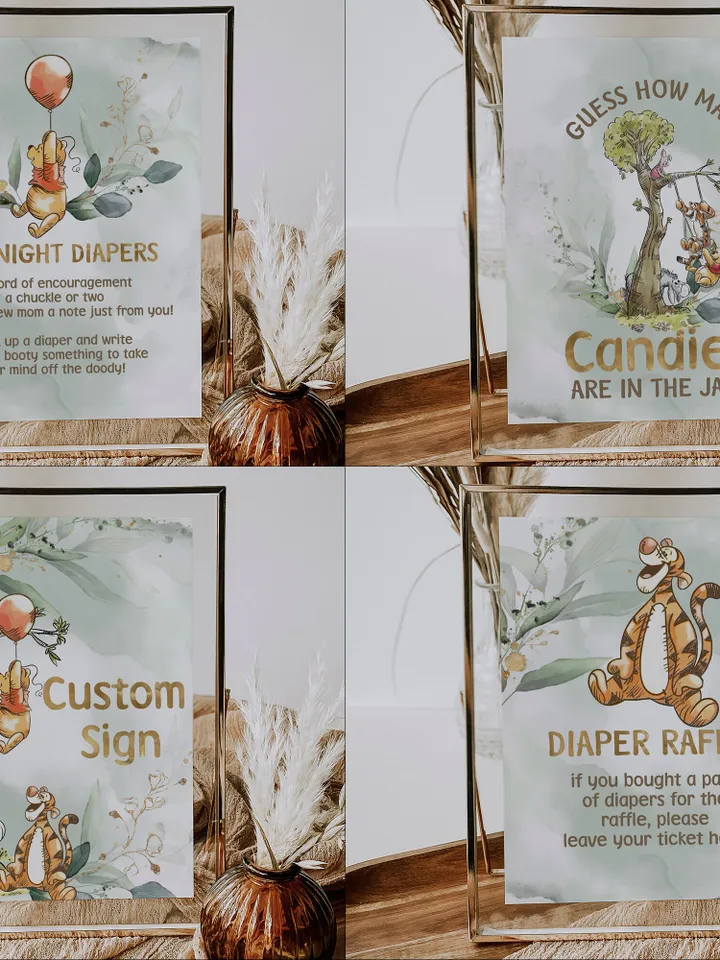 NIGHT DIAPERS
ord of encouragement
a chuckle or two
ew mom a note just from you!
up a diaper and write
booty something to take
r mind off the doody!
GUESS HOW MA
Candie
ARE IN THE JA
Custom
Sign
DIAPER RAFF
if you bought a pa
of diapers for the
raffle, please
leave your ticket h